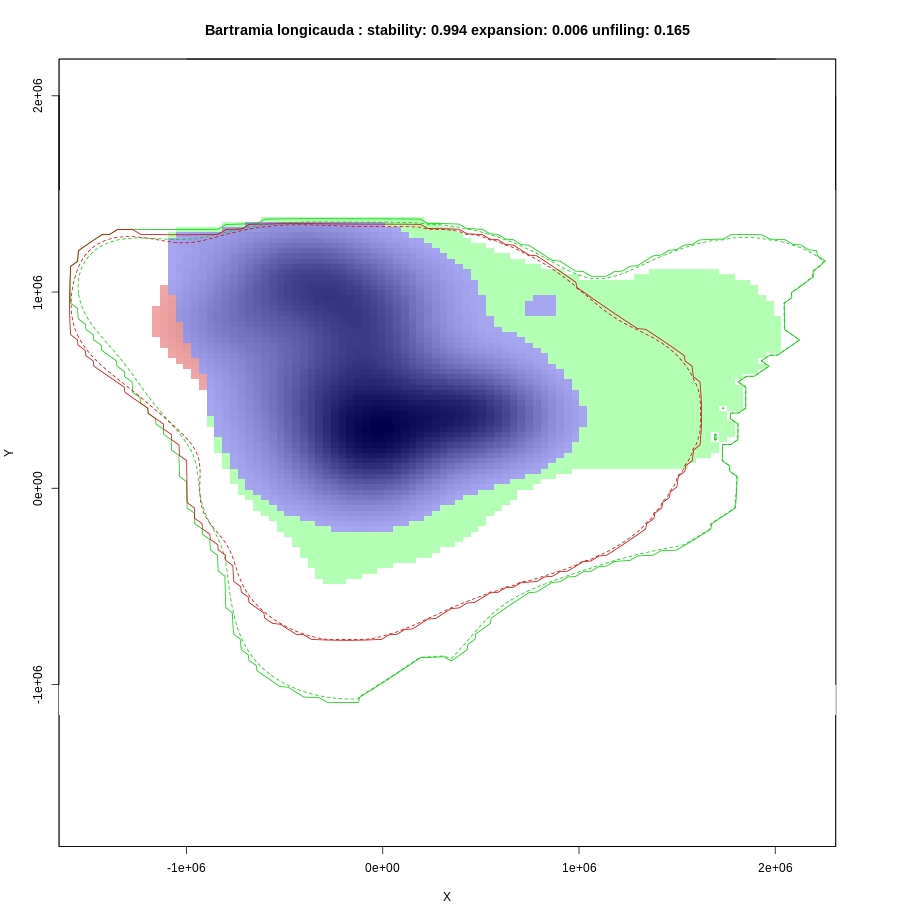 Bartramia longicauda : stability: 0.994 expansion: 0.006 unfiling: 0.165
2e+06
1e+06
0e+00
-1e+06
Y
-1e+06 0e+00 1e+06 2e+06
X